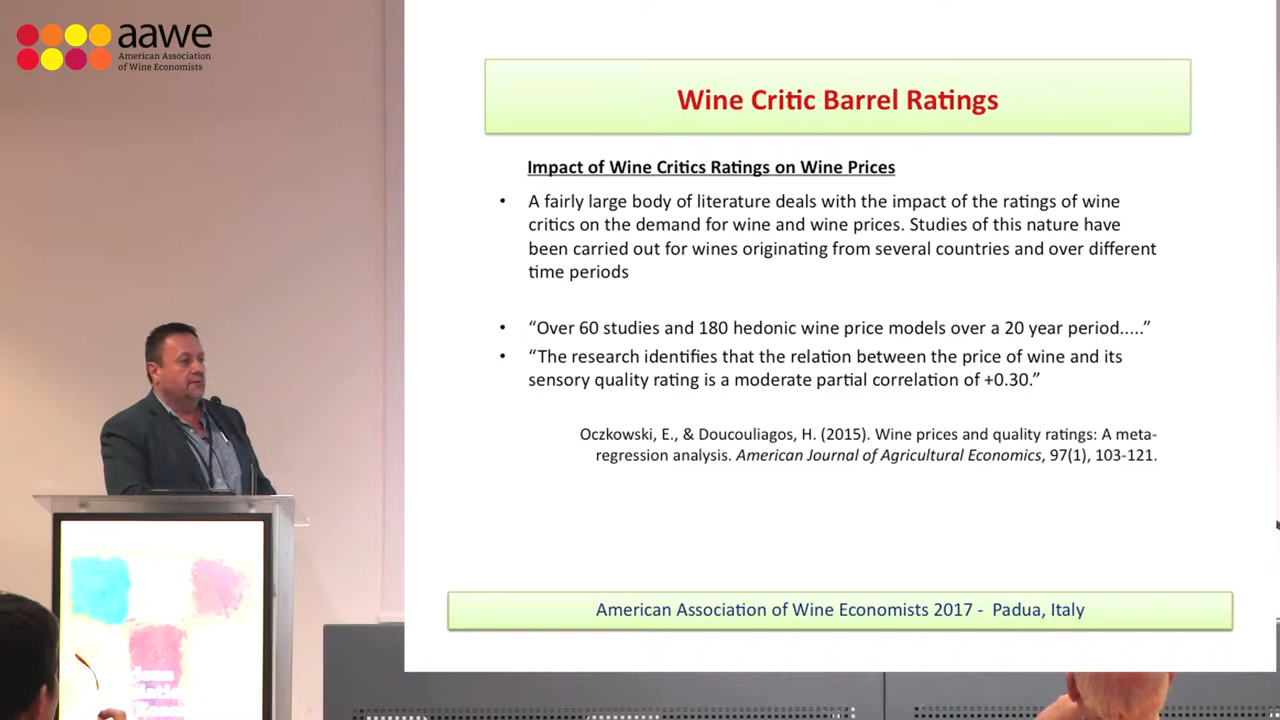 aawe
American Association
of Wine Economists
Wine Critic Barrel Ratings
Impact of Wine Critics Ratings on Wine Prices
• A fairly large body of literature deals with the impact of the ratings of wine
critics on the demand for wine and wine prices. Studies of this nature have
been carried out for wines originating from several countries and over different
time periods
• “Over 60 studies and 180 hedonic wine price models over a 20 year period.....”
• “The research identifies that the relation between the price of wine and its
sensory quality rating is a moderate partial correlation of +0.30.”
Oczkowski, E., & Doucouliagos, H. (2015). Wine prices and quality ratings: A meta-
regression analysis. American Journal of Agricultural Economics, 97(1), 103-121.
American Association of Wine Economists 2017 - Padua, Italy